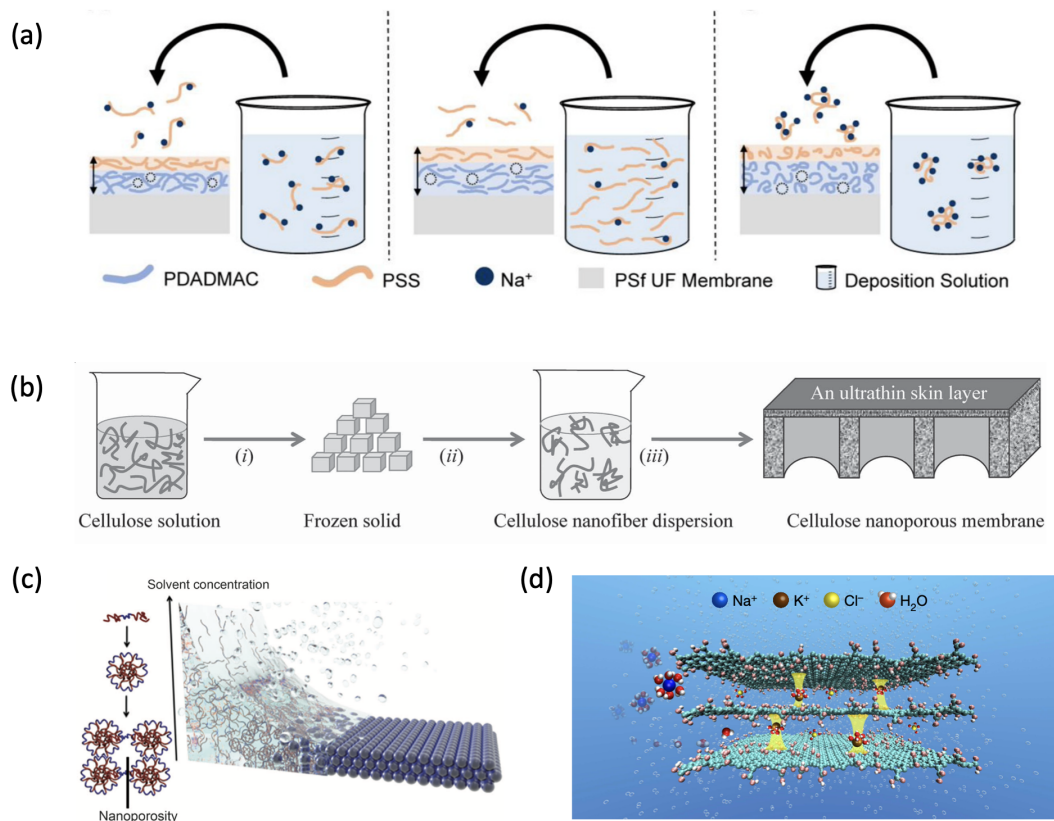 (a)
PDADMAC
PSS
Na⁺
PSf UF Membrane
Deposition Solution
(b)
An ultrathin skin layer
(i)
(ii)
(iii)
Cellulose solution
Frozen solid
Cellulose nanofiber dispersion
Cellulose nanoporous membrane
(c)
Solvent concentration
Nanoporosity
(d)
Na⁺
K⁺
Cl⁻
H₂O